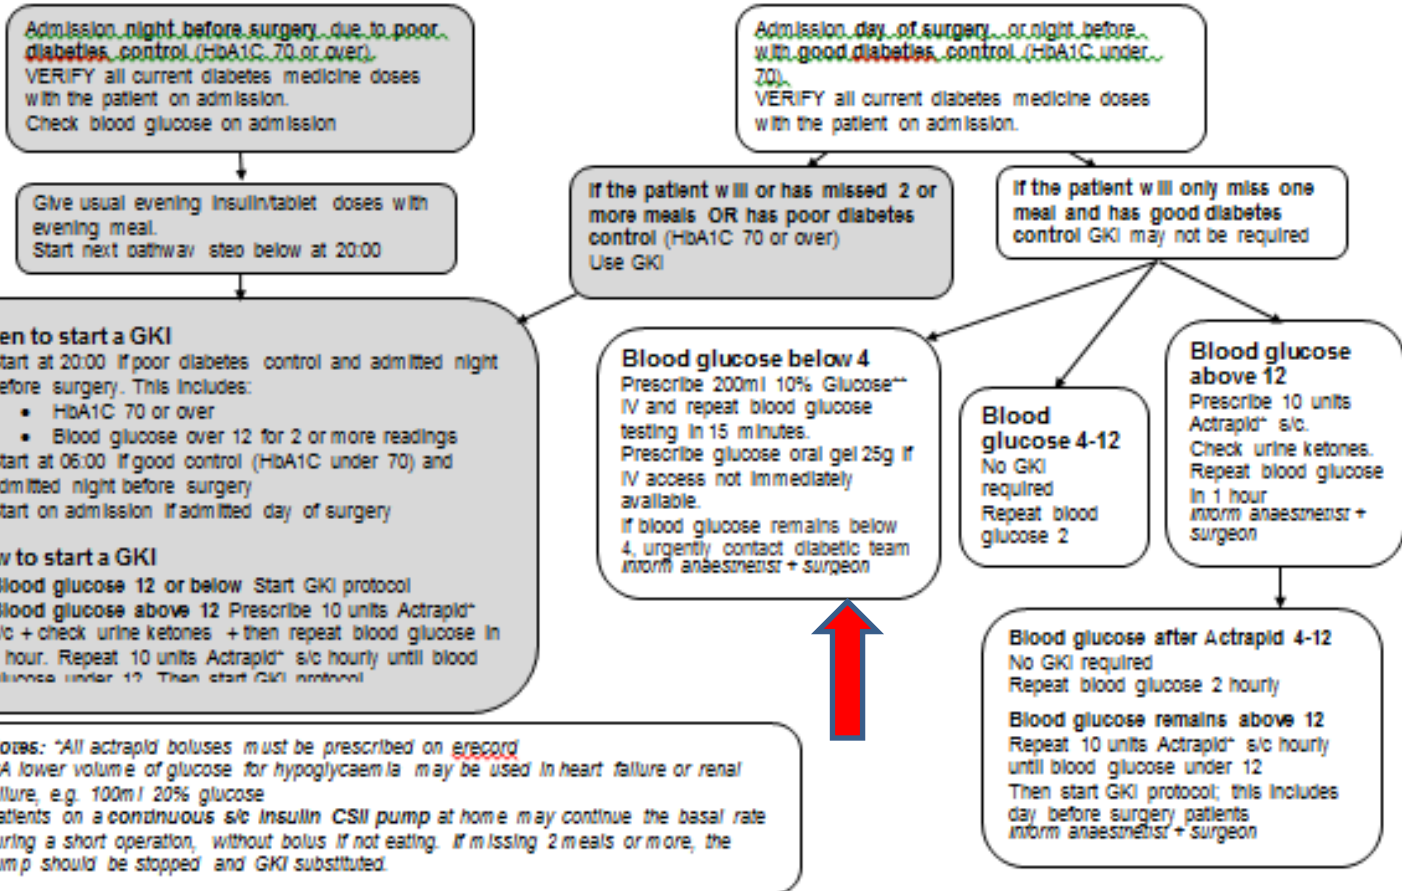 Admission night before surgery due to poor
diabeties control (HbA1C 70 or over).
VERIFY all current diabetes medicine doses
with the patient on admission.
Check blood glucose on admission
Admission day of surgery or night before
with good diabeties control (HbA1C under
70).
VERIFY all current diabetes medicine doses
with the patient on admission.
Give usual evening insulin/tablet doses with
evening meal.
Start next pathway step below at 20:00
If the patient will or has missed 2 or
more meals OR has poor diabetes
control (HbA1C 70 or over)
Use GKI
If the patient will only miss one
meal and has good diabetes
control GKI may not be required
en to start a GKI
tart at 20:00 if poor diabetes control and admitted night
efore surgery. This includes:
• HbA1C 70 or over
• Blood glucose over 12 for 2 or more readings
tart at 06:00 if good control (HbA1C under 70) and
dmitted night before surgery
tart on admission if admitted day of surgery
w to start a GKI
lood glucose 12 or below Start GKI protocol
lood glucose above 12 Prescribe 10 units Actrapid*
/c + check urine ketones + then repeat blood glucose in
hour. Repeat 10 units Actrapid* s/c hourly until blood
lucose under 12. Then start GKI protocol
Blood glucose below 4
Prescribe 200ml 10% Glucose**
IV and repeat blood glucose
testing in 15 minutes.
Prescribe glucose oral gel 25g if
IV access not immediately
available.
If blood glucose remains below
4, urgently contact diabetic team
Inform anaesthetist + surgeon
Blood
glucose 4-12
No GKI
required
Repeat blood
glucose 2
Blood glucose
above 12
Prescribe 10 units
Actrapid* s/c.
Check urine ketones.
Repeat blood glucose
in 1 hour
Inform anaesthetist +
surgeon
Blood glucose after Actrapid 4-12
No GKI required
Repeat blood glucose 2 hourly
Blood glucose remains above 12
Repeat 10 units Actrapid* s/c hourly
until blood glucose under 12
Then start GKI protocol; this includes
day before surgery patients
Inform anaesthetist + surgeon
otes: *All actrapid boluses must be prescribed on erecord
A lower volume of glucose for hypoglycaemia may be used in heart failure or renal
ilure, e.g. 100ml 20% glucose
atients on a continuous s/c insulin CSII pump at home may continue the basal rate
uring a short operation, without bolus if not eating. If missing 2 meals or more, the
ump should be stopped and GKI substituted.